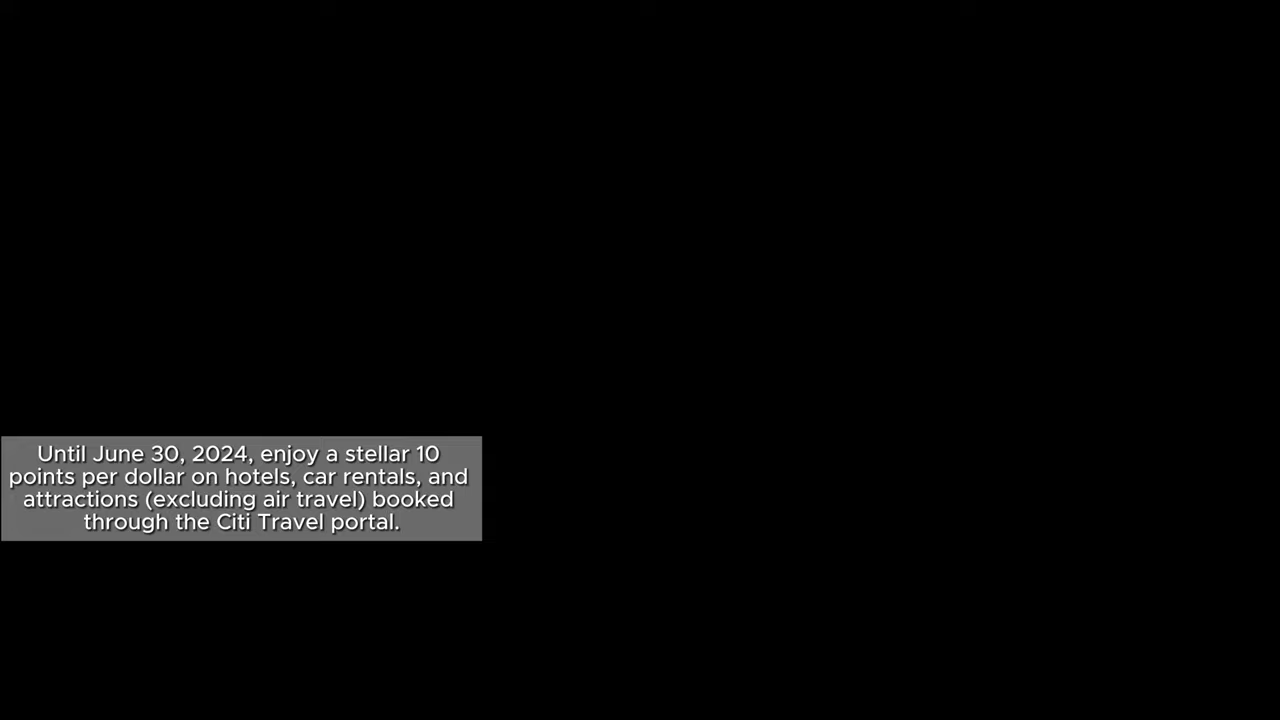 Until June 30, 2024, enjoy a stellar 10
points per dollar on hotels, car rentals, and
attractions (excluding air travel) booked
through the Citi Travel portal.